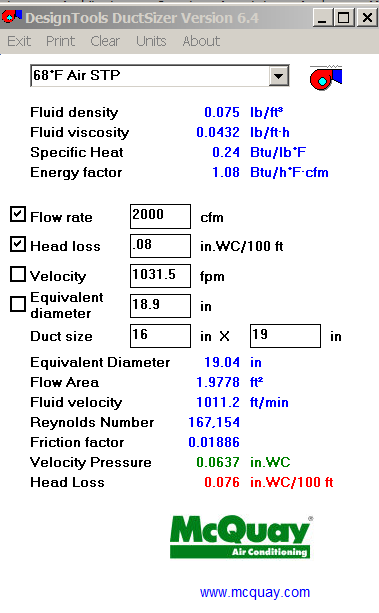 DesignTools DuctSizer Version 6.4
Exit Print Clear Units About
68*F Air STP
Fluid density 0.075 lb/ft³
Fluid viscosity 0.0432 lb/ft·h
Specific Heat 0.24 Btu/lb*F
Energy factor 1.08 Btu/h*F·cfm
Flow rate 2000 cfm
Head loss .08 in.WC/100 ft
Velocity 1031.5 fpm
Equivalent
diameter 18.9 in
Duct size 16 in X 19 in
Equivalent Diameter 19.04 in
Flow Area 1.9778 ft²
Fluid velocity 1011.2 ft/min
Reynolds Number 167,154
Friction factor 0.01886
Velocity Pressure 0.0637 in.WC
Head Loss 0.076 in.WC/100 ft
McQuay®
Air Conditioning
www.mcquay.com